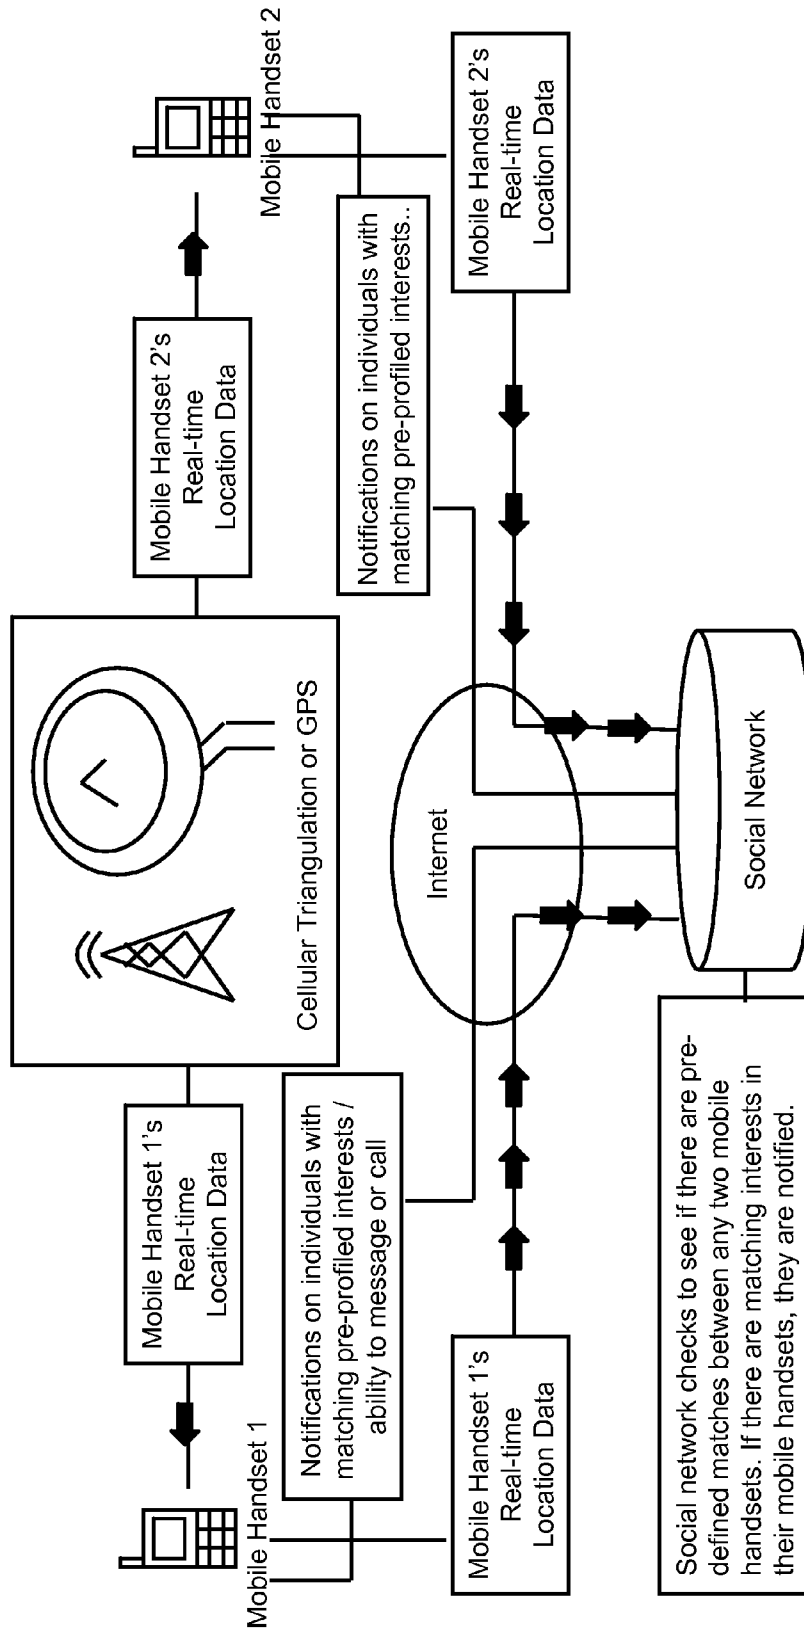 Mobile Handset 1
Mobile Handset 1's
Real-time
Location Data
Cellular Triangulation or GPS
Mobile Handset 2's
Real-time
Location Data
Mobile Handset 2
Notifications on individuals with
matching pre-profiled interests /
ability to message or call
Internet
Notifications on individuals with
matching pre-profiled interests..
Mobile Handset 1's
Real-time
Location Data
Mobile Handset 2's
Real-time
Location Data
Social network checks to see if there are pre-
defined matches between any two mobile
handsets. If there are matching interests in
their mobile handsets, they are notified.
Social Network